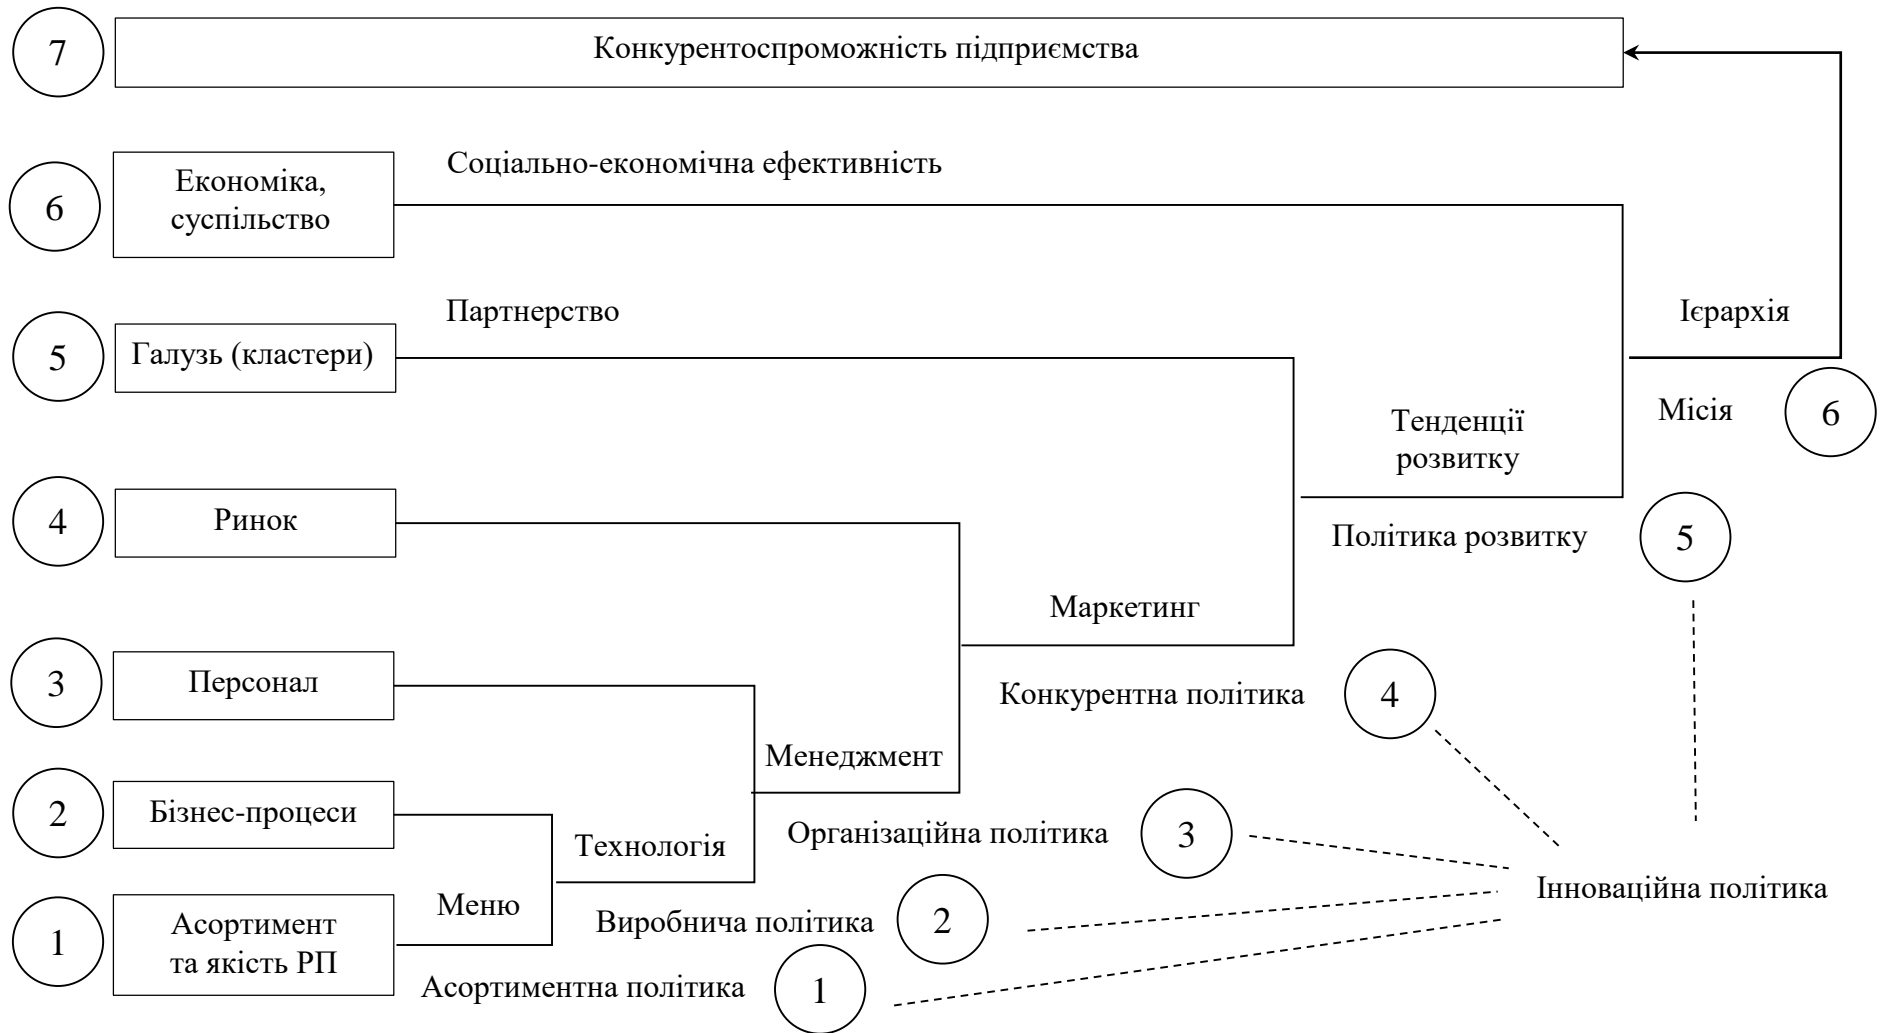 7
Конкурентоспроможність підприємства
Соціально-економічна ефективність
6
Економіка,
суспільство
Партнерство
Ієрархія
5
Галузь (кластери)
Місія
6
Тенденції
розвитку
4
Ринок
Політика розвитку
5
Маркетинг
3
Персонал
Конкурентна політика
4
Менеджмент
2
Бізнес-процеси
Організаційна політика
3
Технологія
Інноваційна політика
Меню
Виробнича політика
2
1
Асортимент
та якість РП
Асортиментна політика
1